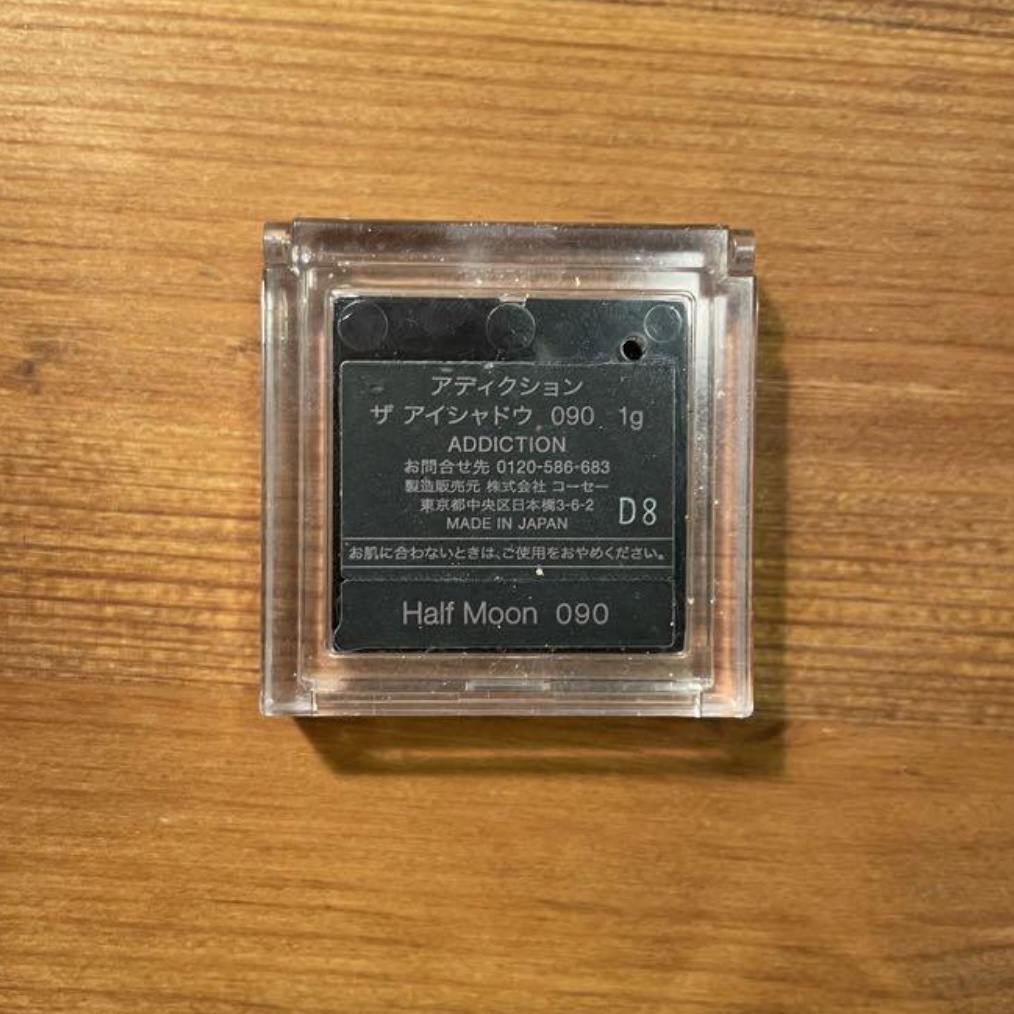 アディクション
ザ アイシャドウ 090 1g
ADDICTION
お問合せ先 0120-586-683
製造販売元 株式会社 コーセー
東京都中央区日本橋3-6-2
MADE IN JAPAN
D8
お肌に合わないときは、ご使用をおやめください。
Half Moon 090